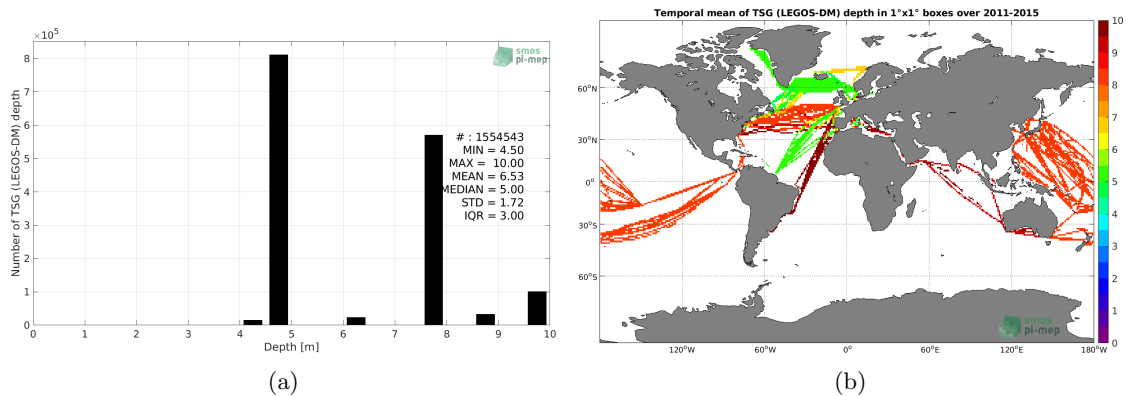 ×10⁵
8
7
6
5
4
3
2
1
0
Number of TSG (LEGOS-DM) depth
smos
pi-mep
# : 1554543
MIN = 4.50
MAX = 10.00
MEAN = 6.53
MEDIAN = 5.00
STD = 1.72
IQR = 3.00
0 1 2 3 4 5 6 7 8 9 10
Depth [m]
(a)
Temporal mean of TSG (LEGOS-DM) depth in 1°x1° boxes over 2011-2015
60°N
30°N
0°
30°S
60°S
120°W 60°W 0° 60°E 120°E 180°W
smos
pi-mep
10
9
8
7
6
5
4
3
2
1
0
(b)